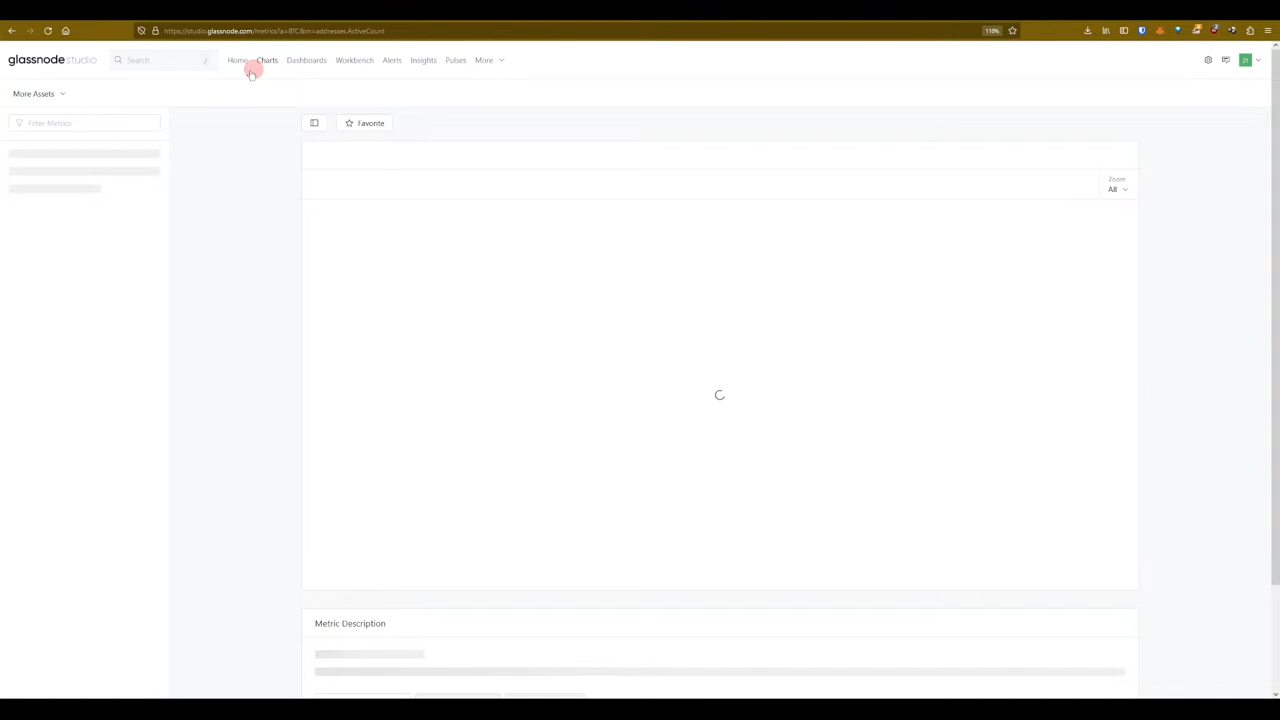 https://studio.glassnode.com/metrics?a=BTC&m=addresses.ActiveCount
110%
glassnode studio
Search
/
Home
Charts
Dashboards
Workbench
Alerts
Insights
Pulses
More
More Assets
Filter Metrics
Favorite
Zoom
All
Metric Description